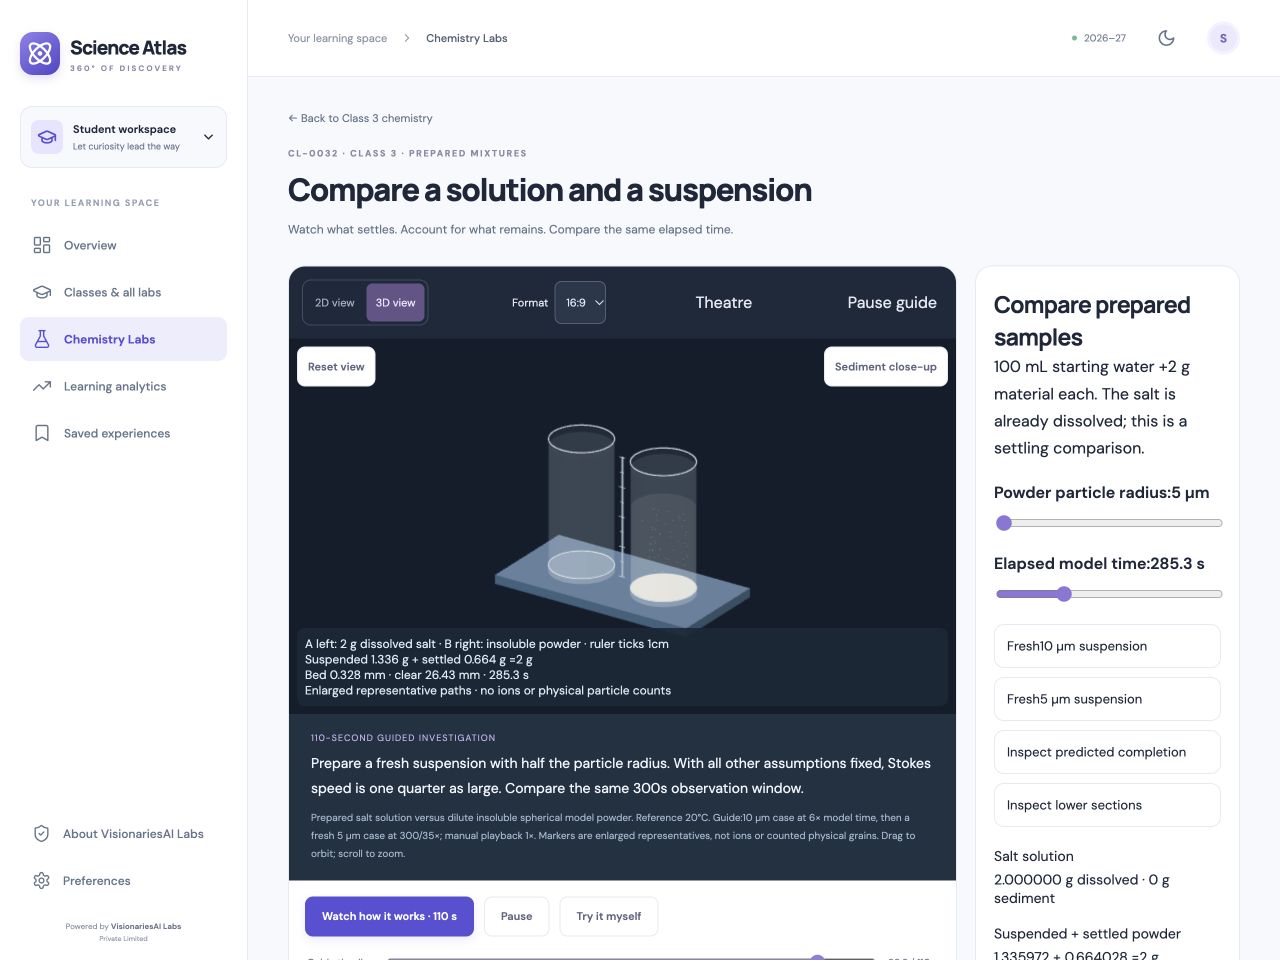 Science Atlas
360° OF DISCOVERY
Student workspace
Let curiosity lead the way
YOUR LEARNING SPACE
Overview
Classes & all labs
Chemistry Labs
Learning analytics
Saved experiences
About VisionariesAI Labs
Preferences
Powered by VisionariesAI Labs
Private Limited
Your learning space
Chemistry Labs
2026–27
S
← Back to Class 3 chemistry
CL-0032 · CLASS 3 · PREPARED MIXTURES
Compare a solution and a suspension
Watch what settles. Account for what remains. Compare the same elapsed time.
2D view
3D view
Format
16:9
Theatre
Pause guide
Reset view
Sediment close-up
A left: 2 g dissolved salt · B right: insoluble powder · ruler ticks 1cm
Suspended 1.336 g + settled 0.664 g =2 g
Bed 0.328 mm · clear 26.43 mm · 285.3 s
Enlarged representative paths · no ions or physical particle counts
110-SECOND GUIDED INVESTIGATION
Prepare a fresh suspension with half the particle radius. With all other assumptions fixed, Stokes
speed is one quarter as large. Compare the same 300s observation window.
Prepared salt solution versus dilute insoluble spherical model powder. Reference 20°C. Guide:10 µm case at 6× model time, then a
fresh 5 µm case at 300/35×; manual playback 1×. Markers are enlarged representatives, not ions or counted physical grains. Drag to
orbit; scroll to zoom.
Watch how it works · 110 s
Pause
Try it myself
Compare prepared
samples
100 mL starting water +2 g
material each. The salt is
already dissolved; this is a
settling comparison.
Powder particle radius:5 µm
Elapsed model time:285.3 s
Fresh10 µm suspension
Fresh5 µm suspension
Inspect predicted completion
Inspect lower sections
Salt solution
2.000000 g dissolved · 0 g
sediment
Suspended + settled powder
1.335972 + 0.664028 =2 g